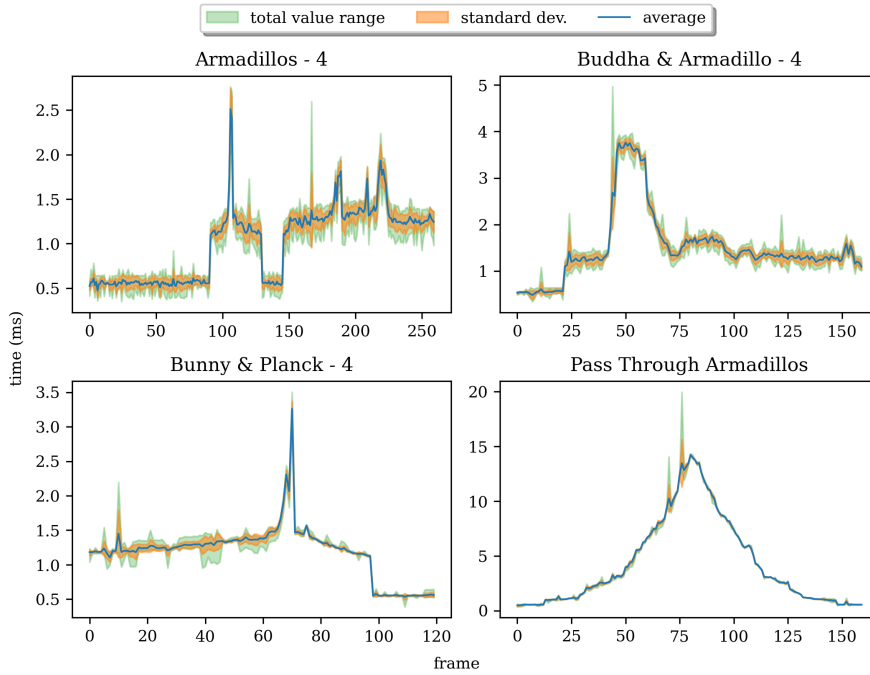 total value range standard dev. average
Armadillos - 4
2.5
2.0
1.5
1.0
0.5
0 50 100 150 200 250
Buddha & Armadillo - 4
5
4
3
2
1
0 25 50 75 100 125 150
time (ms)
Bunny & Planck - 4
3.5
3.0
2.5
2.0
1.5
1.0
0.5
0 20 40 60 80 100 120
Pass Through Armadillos
20
15
10
5
0
0 25 50 75 100 125 150
frame